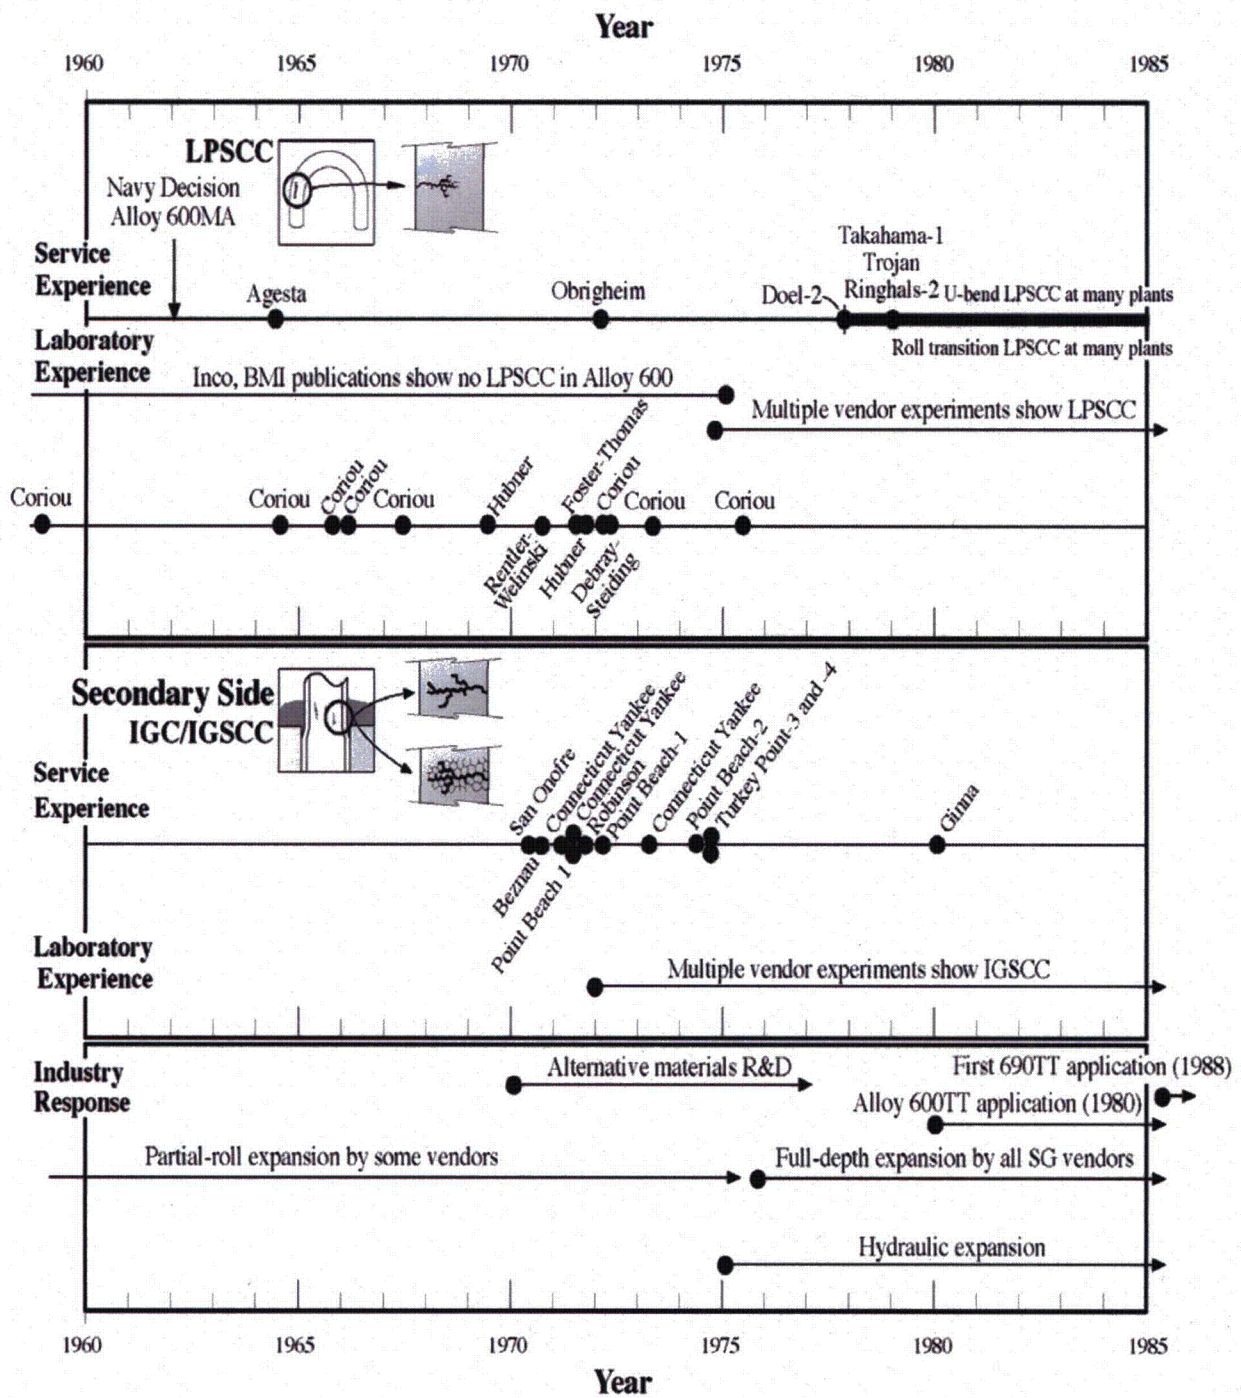 Year
1960 1965 1970 1975 1980 1985
LPSCC
Navy Decision
Alloy 600MA
Service
Experience
Agesta
Obrigheim
Doel-2
Takahama-1
Trojan
Ringhals-2
U-bend LPSCC at many plants
Roll transition LPSCC at many plants
Laboratory
Experience
Inco, BMI publications show no LPSCC in Alloy 600
Multiple vendor experiments show LPSCC
Coriou
Coriou
Coriou
Coriou
Coriou
Hubner
Foster-Thomas
Coriou
Coriou
Coriou
Rentler-
Welinski
Hubner
Debray-
Steiding
Secondary Side
IGC/IGSCC
Service
Experience
San Onofre
Connecticut Yankee
Connecticut Yankee
Robinson
Point Beach-1
Connecticut Yankee
Point Beach-2
Turkey Point-3 and -4
Ginna
Beznau
Point Beach 1
Laboratory
Experience
Multiple vendor experiments show IGSCC
Industry
Response
Alternative materials R&D
First 690TT application (1988)
Alloy 600TT application (1980)
Partial-roll expansion by some vendors
Full-depth expansion by all SG vendors
Hydraulic expansion
1960 1965 1970 1975 1980 1985
Year